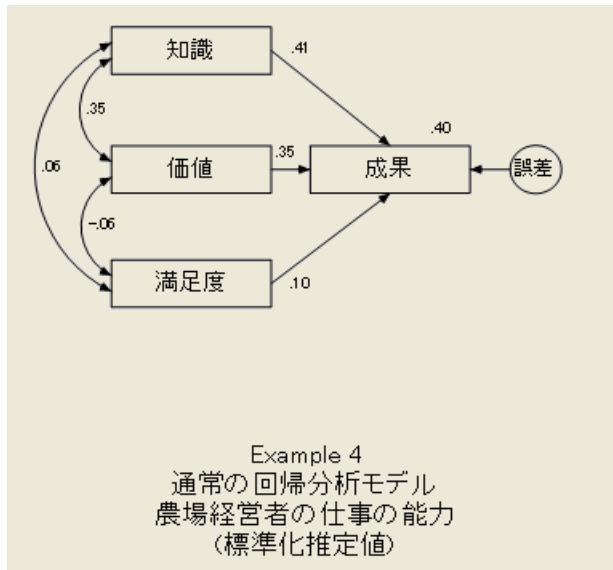 知識
.41
.35
.40
.06
価値
.35
成果
誤差
-.06
満足度
.10
Example 4
通常の回帰分析モデル
農場経営者の仕事の能力
(標準化推定値)